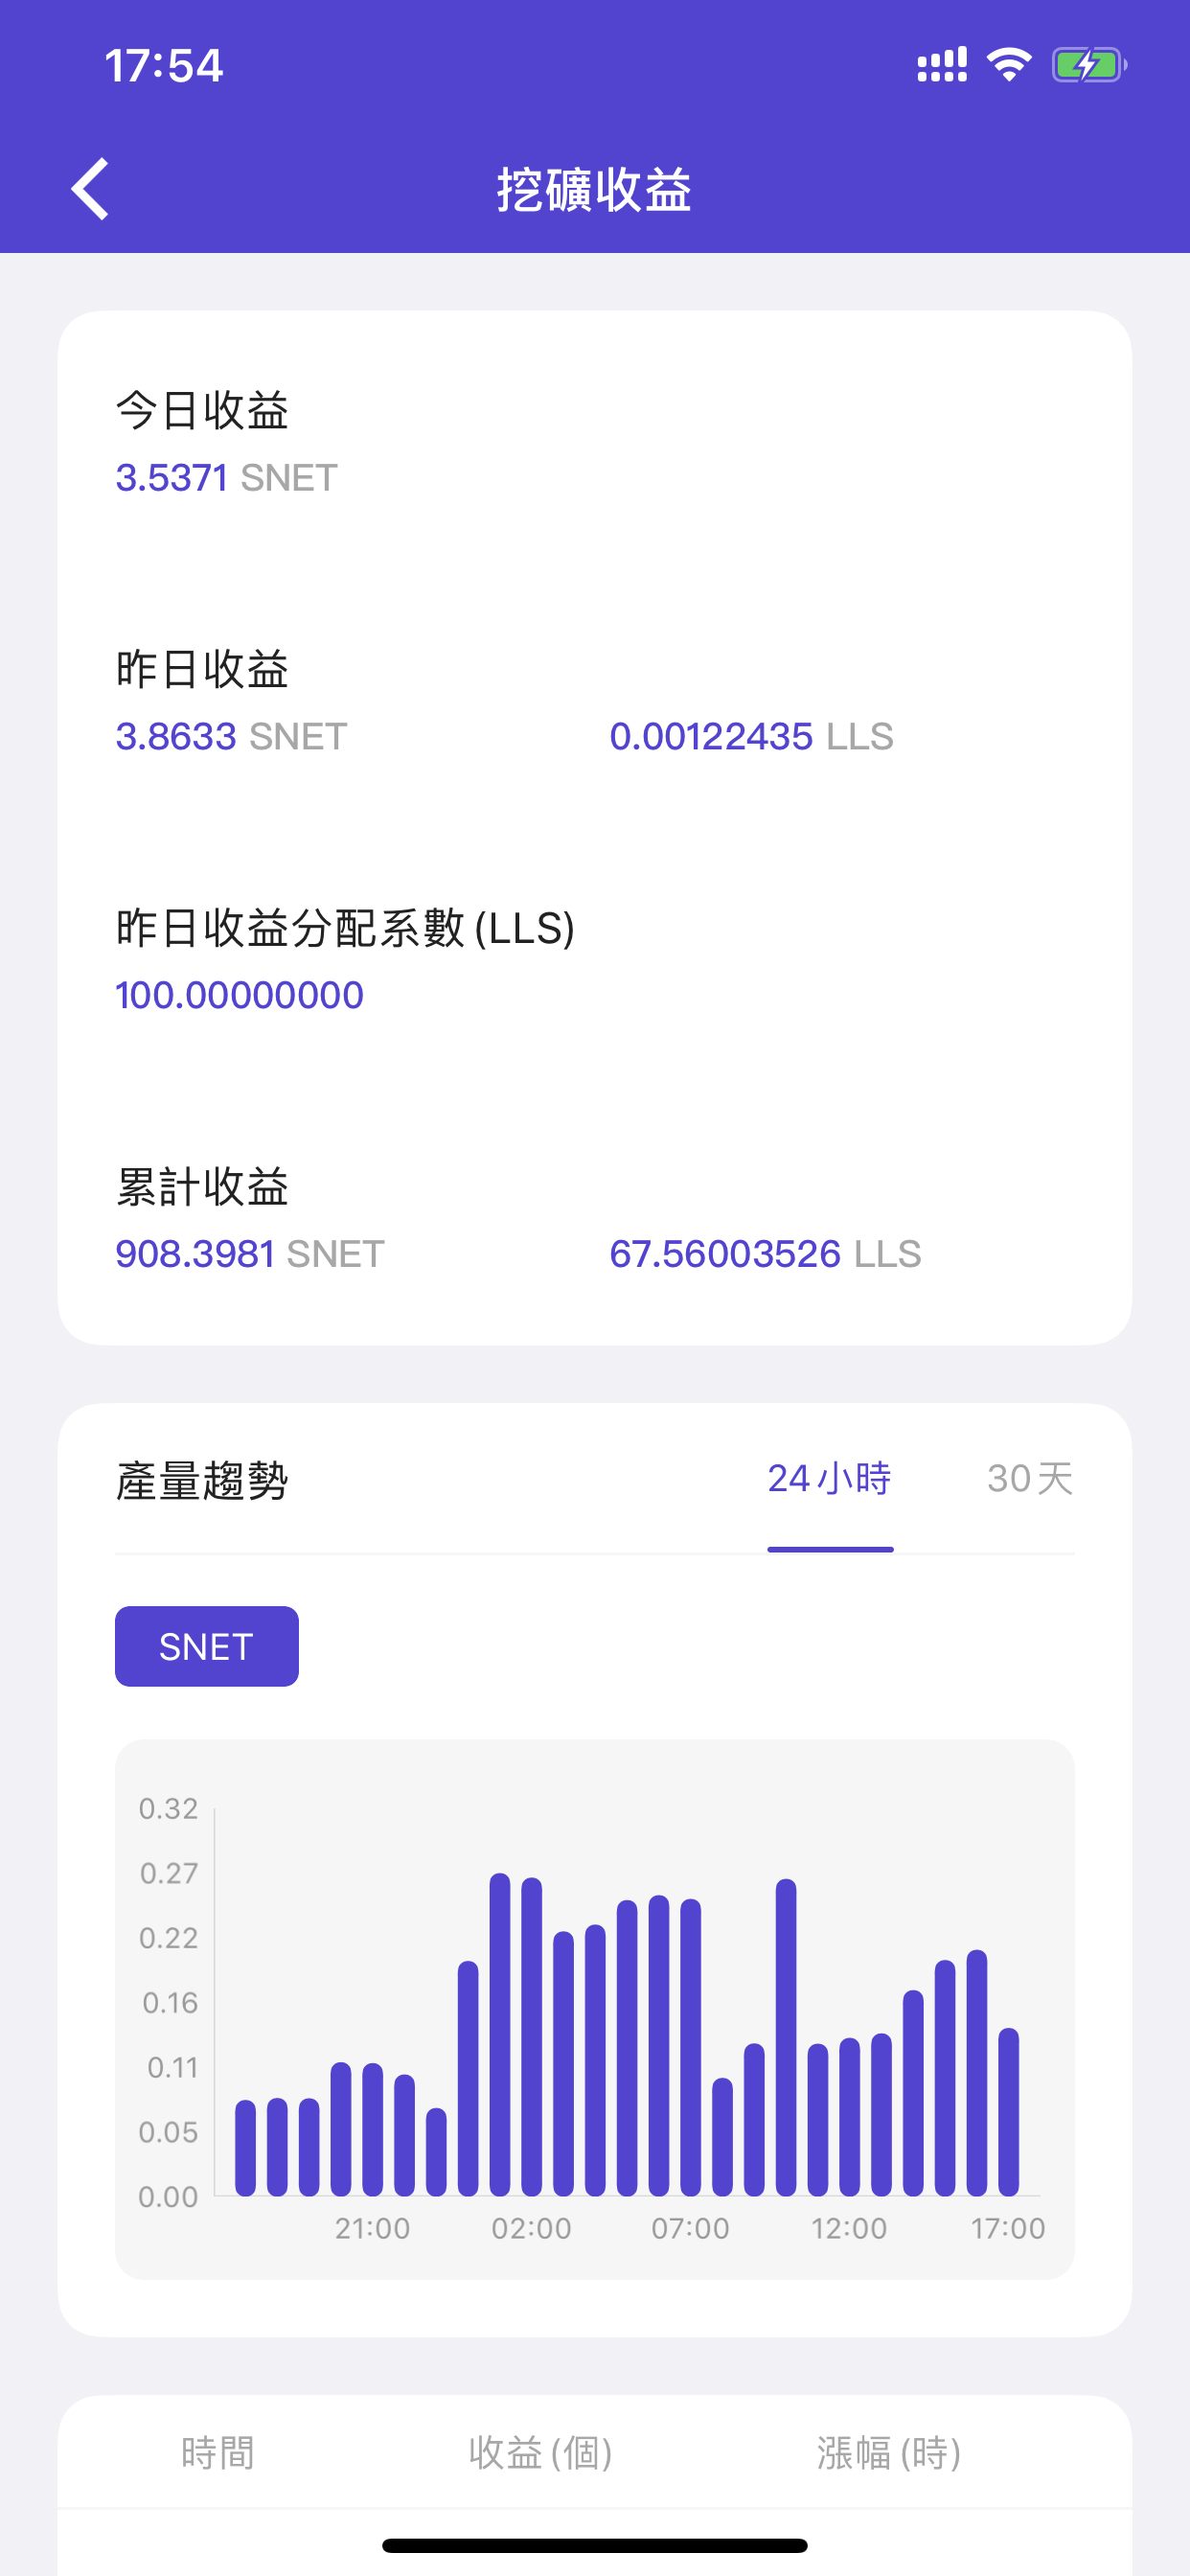 17:54
挖礦收益
今日收益
3.5371 SNET
昨日收益
3.8633 SNET 0.00122435 LLS
昨日收益分配系數 (LLS)
100.00000000
累計收益
908.3981 SNET 67.56003526 LLS
產量趨勢 24小時 30天
SNET
0.32
0.27
0.22
0.16
0.11
0.05
0.00
21:00 02:00 07:00 12:00 17:00
時間 收益 (個) 漲幅 (時)